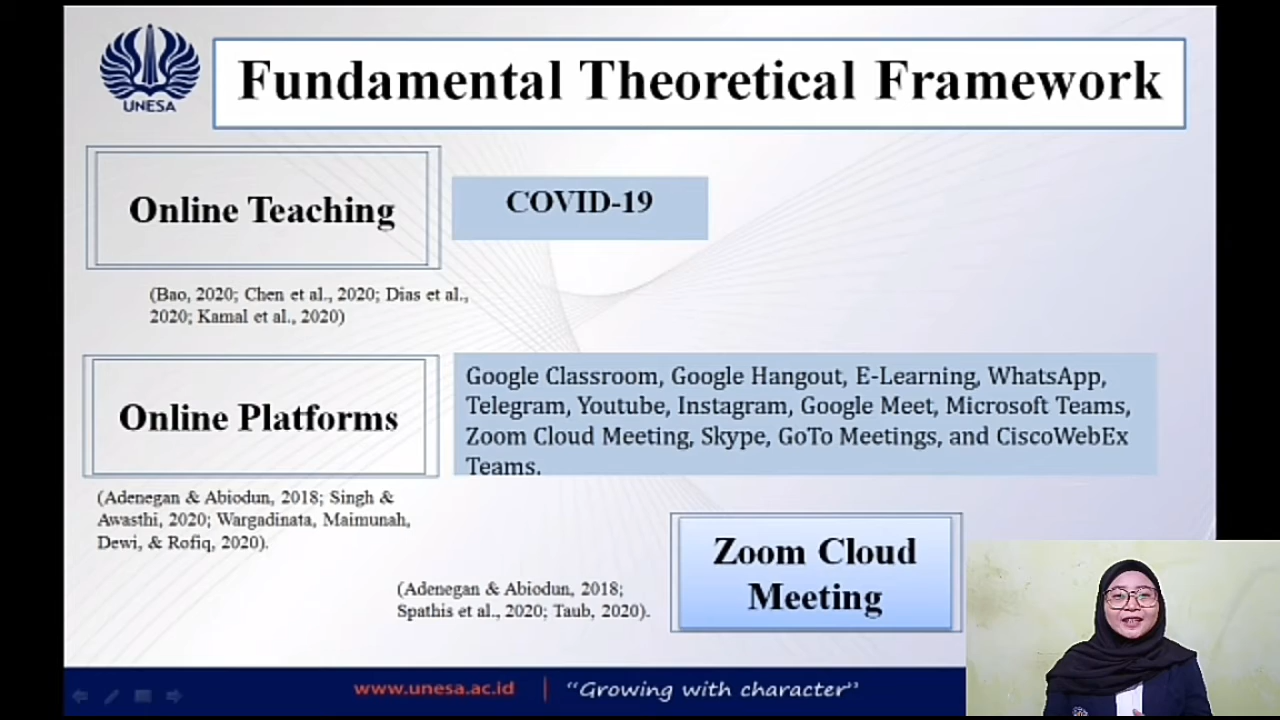 UNESA
Fundamental Theoretical Framework
Online Teaching
COVID-19
(Bao, 2020; Chen et al., 2020; Dias et al.,
2020; Kamal et al., 2020)
Online Platforms
Google Classroom, Google Hangout, E-Learning, WhatsApp,
Telegram, Youtube, Instagram, Google Meet, Microsoft Teams,
Zoom Cloud Meeting, Skype, GoTo Meetings, and CiscoWebEx
Teams.
(Adenegan & Abiodun, 2018; Singh &
Awasthi, 2020; Wargadinata, Maimunah,
Dewi, & Rofiq, 2020).
Zoom Cloud
Meeting
(Adenegan & Abiodun, 2018;
Spathis et al., 2020; Taub, 2020).
www.unesa.ac.id | “Growing with character”